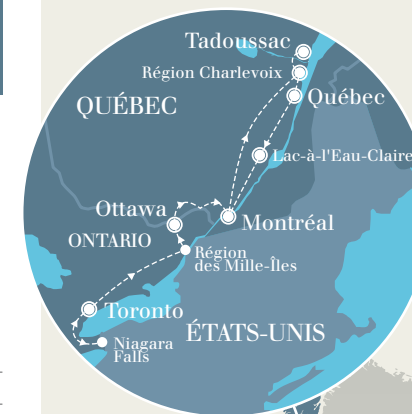 Tadoussac
Région Charlevoix
QUÉBEC
Québec
Lac-à-l'Eau-Claire
Ottawa
Montréal
ONTARIO
Région
des Mille-Îles
Toronto
ÉTATS-UNIS
Niagara
Falls